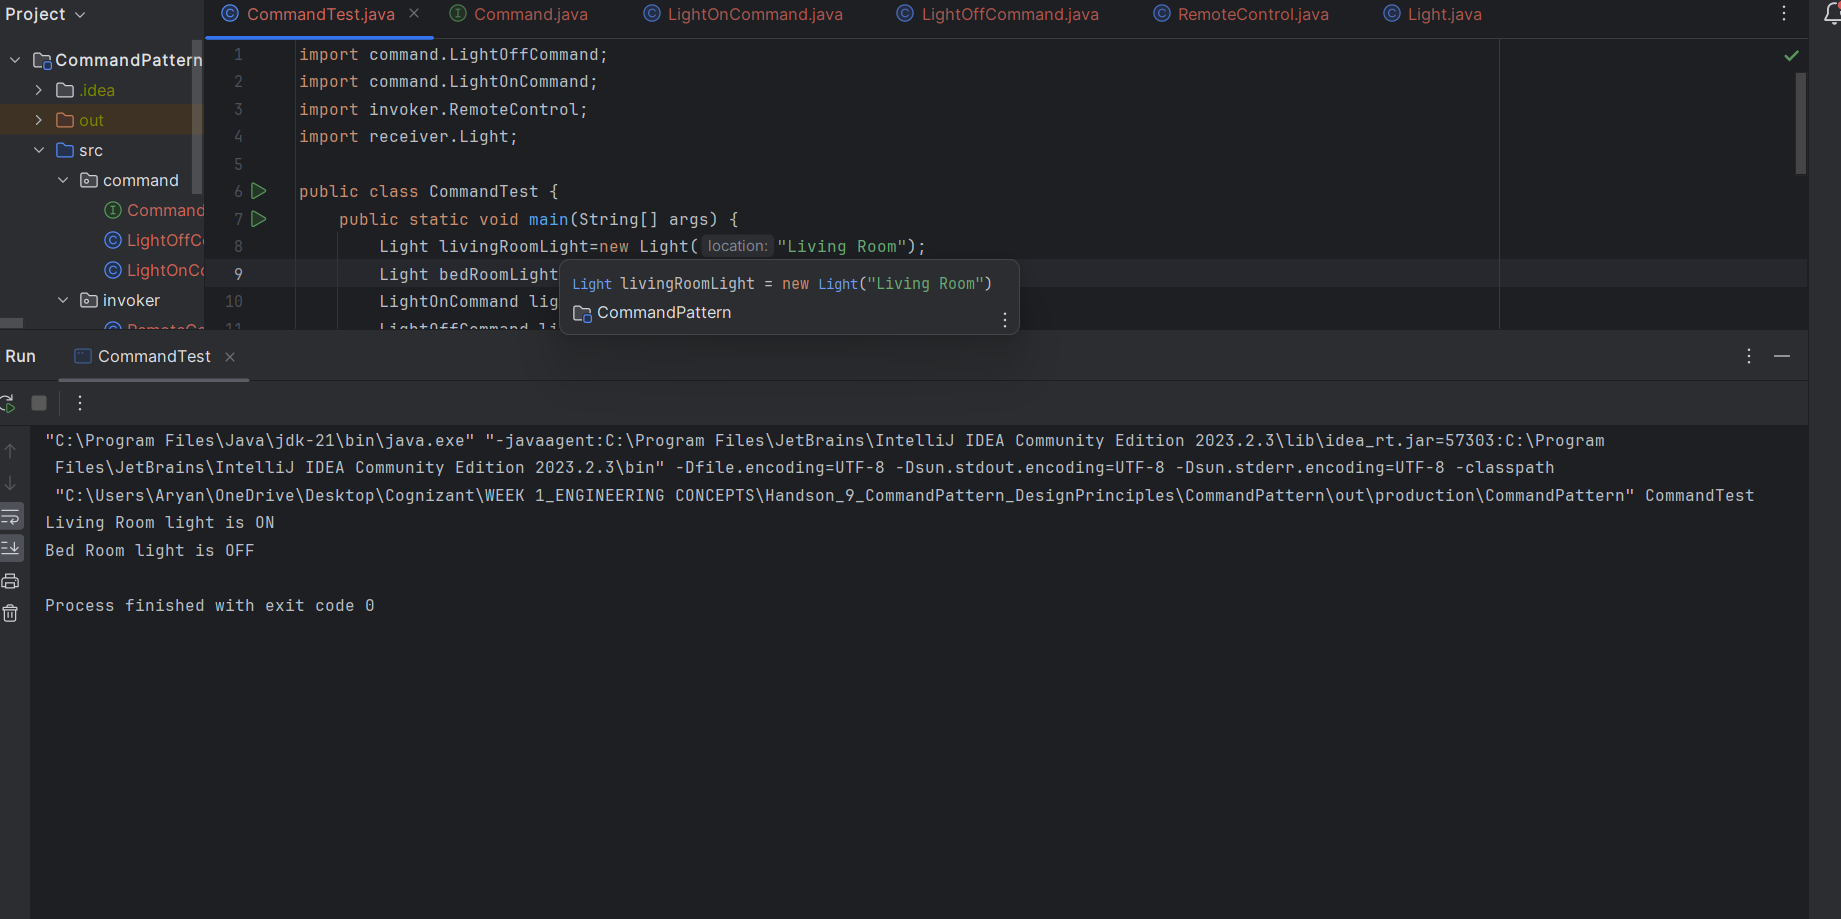 Project
CommandTest.java
Command.java
LightOnCommand.java
LightOffCommand.java
RemoteControl.java
Light.java
CommandPattern
.idea
out
src
command
Command
LightOffC
LightOnCo
invoker
RemoteCo
1 import command.LightOffCommand;
2 import command.LightOnCommand;
3 import invoker.RemoteControl;
4 import receiver.Light;
5
6 public class CommandTest {
7 public static void main(String[] args) {
8 Light livingRoomLight=new Light( location: "Living Room");
9 Light bedRoomLight
10 LightOnCommand lig
11 LightOffCommand li
Light livingRoomLight = new Light("Living Room")
CommandPattern
Run
CommandTest
"C:\Program Files\Java\jdk-21\bin\java.exe" "-javaagent:C:\Program Files\JetBrains\IntelliJ IDEA Community Edition 2023.2.3\lib\idea_rt.jar=57303:C:\Program
Files\JetBrains\IntelliJ IDEA Community Edition 2023.2.3\bin" -Dfile.encoding=UTF-8 -Dsun.stdout.encoding=UTF-8 -Dsun.stderr.encoding=UTF-8 -classpath
"C:\Users\Aryan\OneDrive\Desktop\Cognizant\WEEK 1_ENGINEERING CONCEPTS\Handson_9_CommandPattern_DesignPrinciples\CommandPattern\out\production\CommandPattern" CommandTest
Living Room light is ON
Bed Room light is OFF
Process finished with exit code 0